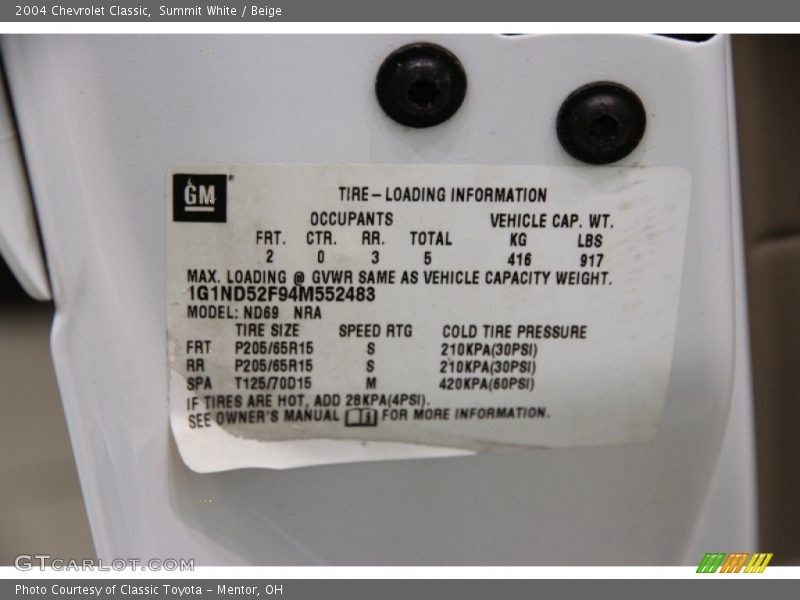 2004 Chevrolet Classic, Summit White / Beige
GM
TIRE-LOADING INFORMATION
OCCUPANTS VEHICLE CAP. WT.
FRT. CTR. RR. TOTAL KG LBS
2 0 3 5 416 917
MAX. LOADING @ GVWR SAME AS VEHICLE CAPACITY WEIGHT.
1G1ND52F94M552483
MODEL: ND69 NRA
TIRE SIZE SPEED RTG COLD TIRE PRESSURE
FRT P205/65R15 S 210KPA(30PSI)
RR P205/65R15 S 210KPA(30PSI)
SPA T125/70D15 M 420KPA(60PSI)
IF TIRES ARE HOT, ADD 28KPA(4PSI).
SEE OWNER'S MANUAL FOR MORE INFORMATION.
GTCARLOT.COM
Photo Courtesy of Classic Toyota - Mentor, OH